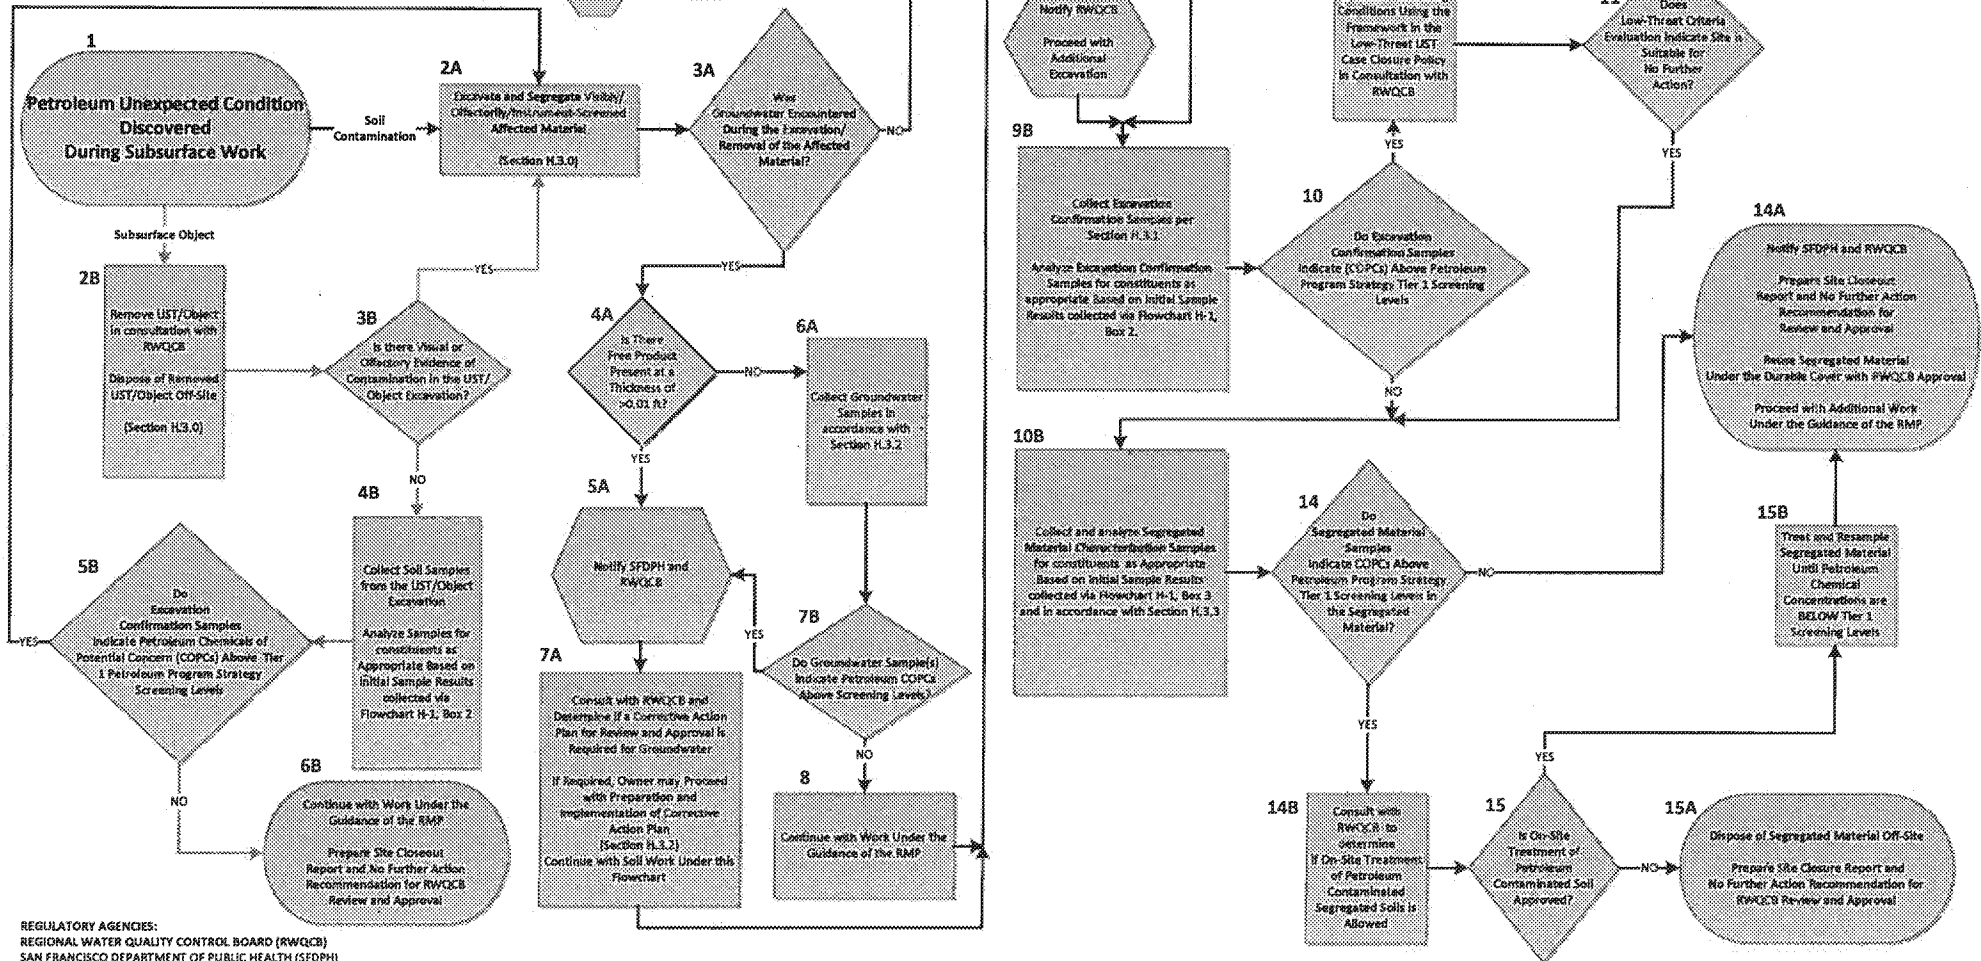 1
Petroleum Unexpected Condition
Discovered
During Subsurface Work
Soil
Contamination
Subsurface Object
2A
Excavate and Segregate Visibly/
Olfactorily/Instrument-Screened
Affected Material
(Section H.3.0)
3A
Was
Groundwater Encountered
During the Excavation/
Removal of the Affected
Material?
NO
YES
2B
Remove UST/Object
in consultation with
RWQCB
Dispose of Removed
UST/Object Off-Site
(Section H.3.0)
3B
Is there Visual or
Olfactory Evidence of
Contamination in the UST/
Object Excavation?
YES
NO
4A
Is There
Free Product
Present at a
Thickness of
>0.01 ft?
NO
YES
6A
Collect Groundwater
Samples in
accordance with
Section H.3.2
4B
Collect Soil Samples
from the UST/Object
Excavation
Analyze Samples for
constituents as
Appropriate Based on
Initial Sample Results
collected via
Flowchart H-1, Box 2
5B
Do
Excavation
Confirmation Samples
Indicate Petroleum Chemicals of
Potential Concern (COPCs) Above Tier
1 Petroleum Program Strategy
Screening Levels
YES
NO
6B
Continue with Work Under the
Guidance of the RMP
Prepare Site Closeout
Report and No Further Action
Recommendation for RWQCB
Review and Approval
5A
Notify SFDPH and
RWQCB
7A
Consult with RWQCB and
Determine if a Corrective Action
Plan for Review and Approval is
Required for Groundwater
If Required, Owner may Proceed
with Preparation and
Implementation of Corrective
Action Plan
(Section H.3.2)
Continue with Soil Work Under this
Flowchart
7B
Do Groundwater Sample(s)
Indicate Petroleum COPCs
Above Screening Levels?
YES
NO
8
Continue with Work Under the
Guidance of the RMP
Notify RWQCB
Proceed with
Additional
Excavation
9B
Collect Excavation
Confirmation Samples per
Section H.3.1
Analyze Excavation Confirmation
Samples for constituents as
appropriate Based on Initial Sample
Results collected via Flowchart H-1,
Box 2.
Conditions Using the
Framework in the
Low-Threat UST
Case Closure Policy
in Consultation with
RWQCB
YES
10
Do Excavation
Confirmation Samples
Indicate (COPCs) Above Petroleum
Program Strategy Tier 1 Screening
Levels
NO
11
Does
Low-Threat Criteria
Evaluation Indicate Site is
Suitable for
No Further
Action?
YES
10B
Collect and analyze Segregated
Material Characterization Samples
for constituents as Appropriate
Based on Initial Sample Results
collected via Flowchart H-1, Box 3
and in accordance with Section H.3.3
14
Do
Segregated Material
Samples
Indicate COPCs Above
Petroleum Program Strategy
Tier 1 Screening Levels in
the Segregated
Material?
NO
YES
14A
Notify SFDPH and RWQCB
Prepare Site Closeout
Report and No Further Action
Recommendation for
Review and Approval
Reuse Segregated Material
Under the Durable Cover with RWQCB Approval
Proceed with Additional Work
Under the Guidance of the RMP
15B
Treat and Resample
Segregated Material
Until Petroleum
Chemical
Concentrations are
BELOW Tier 1
Screening Levels
14B
Consult with
RWQCB to
determine
if On-Site Treatment
of Petroleum
Contaminated
Segregated Soils is
Allowed
15
Is On-Site
Treatment of
Petroleum
Contaminated Soil
Approved?
YES
NO
15A
Dispose of Segregated Material Off-Site
Prepare Site Closure Report and
No Further Action Recommendation for
RWQCB Review and Approval
REGULATORY AGENCIES:
REGIONAL WATER QUALITY CONTROL BOARD (RWQCB)
SAN FRANCISCO DEPARTMENT OF PUBLIC HEALTH (SFDPH)